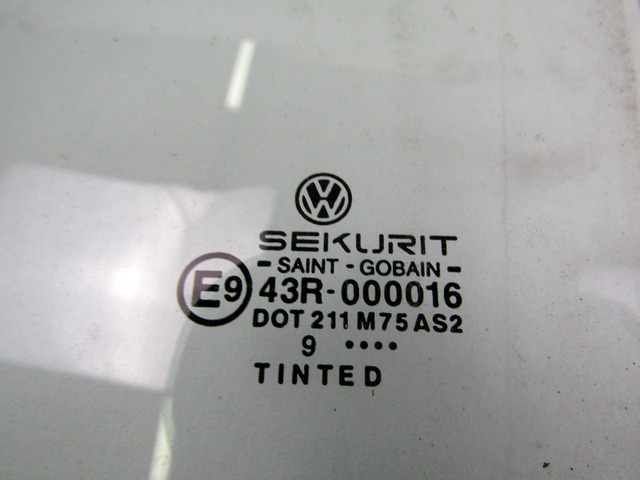 SEKURIT
- SAINT - GOBAIN -
E9 43R-000016
DOT 211 M75 AS2
9 ••••
TINTED